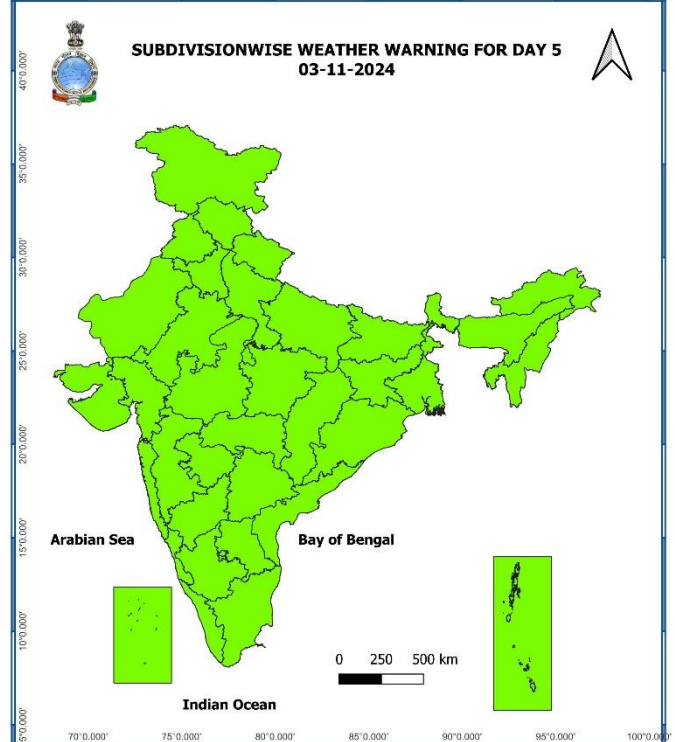 SUBDIVISIONWISE WEATHER WARNING FOR DAY 5
03-11-2024
40°0.000'
35°0.000'
30°0.000'
25°0.000'
20°0.000'
15°0.000'
10°0.000'
5°0.000'
Arabian Sea
Bay of Bengal
0 250 500 km
Indian Ocean
70°0.000' 75°0.000' 80°0.000' 85°0.000' 90°0.000' 95°0.000' 100°0.000'